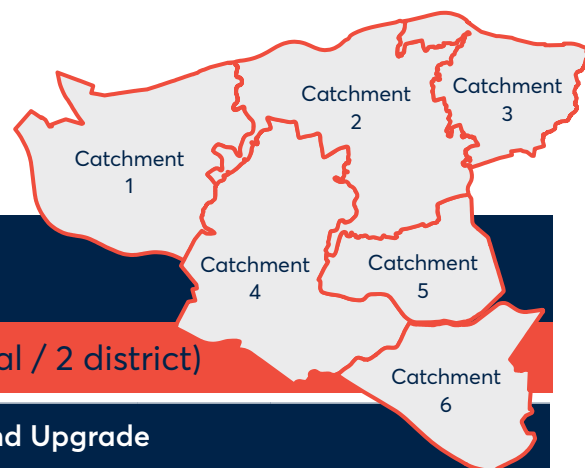 Catchment
3
Catchment
2
Catchment
1
Catchment
4
Catchment
5
al / 2 district)
Catchment
6
nd Upgrade